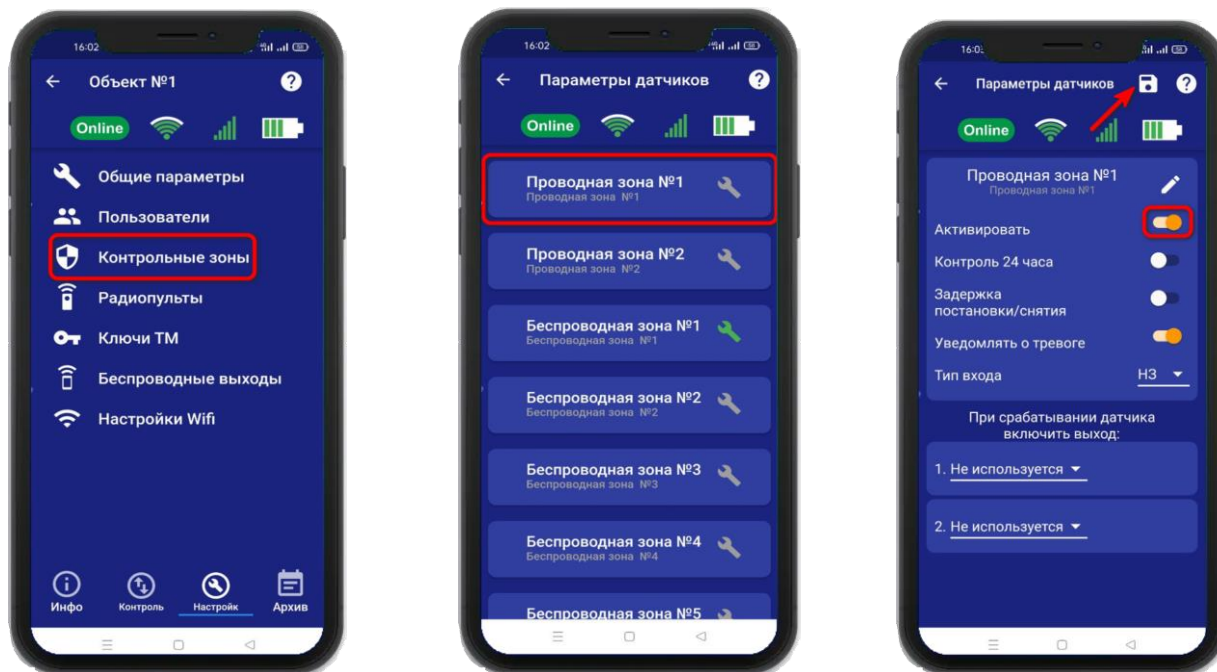 16:02
Объект №1
?
Online
Общие параметры
Пользователи
Контрольные зоны
Радиопульты
Ключи ТМ
Беспроводные выходы
Настройки Wifi
Инфо
Контроль
Настройк
Архив
16:02
Параметры датчиков
?
Online
Проводная зона №1
Проводная зона №1
Проводная зона №2
Проводная зона №2
Беспроводная зона №1
Беспроводная зона №1
Беспроводная зона №2
Беспроводная зона №2
Беспроводная зона №3
Беспроводная зона №3
Беспроводная зона №4
Беспроводная зона №4
Беспроводная зона №5
Параметры датчиков
?
Online
Проводная зона №1
Проводная зона №1
Активировать
Контроль 24 часа
Задержка
постановки/снятия
Уведомлять о тревоге
Тип входа НЗ
При срабатывании датчика
включить выход:
1. Не используется
2. Не используется